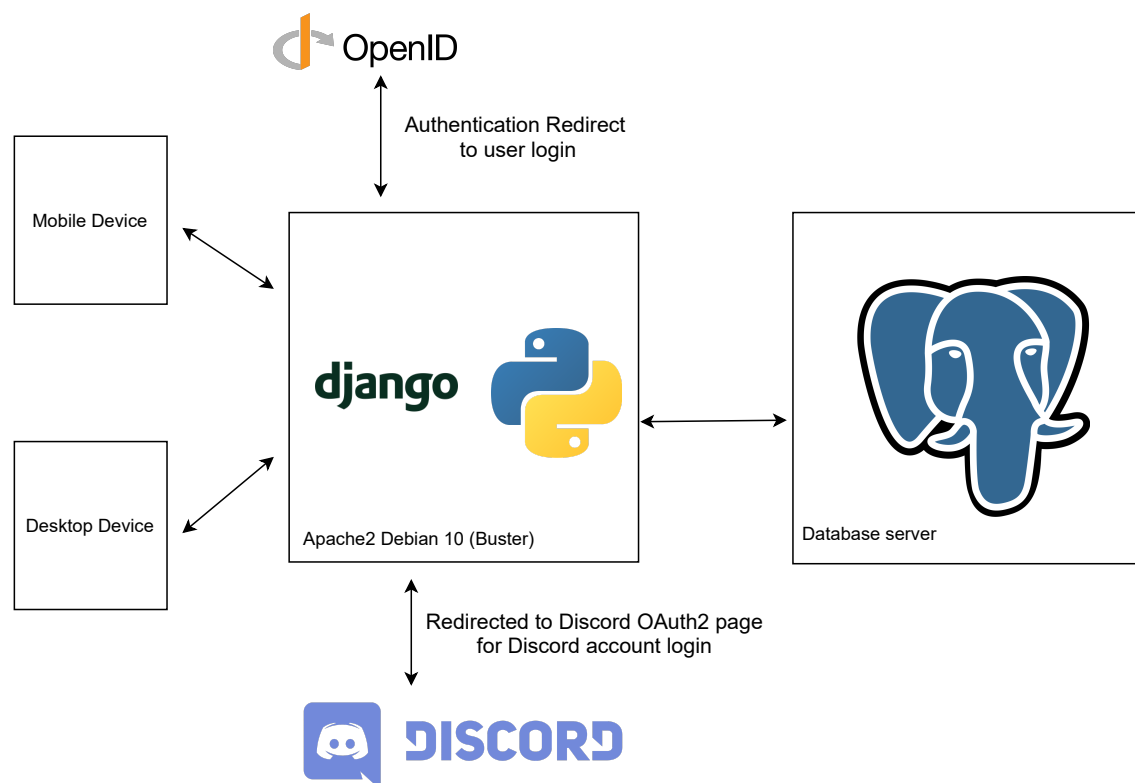 OpenID
Authentication Redirect
to user login
Mobile Device
django
Desktop Device
Apache2 Debian 10 (Buster)
Database server
Redirected to Discord OAuth2 page
for Discord account login
DISCORD